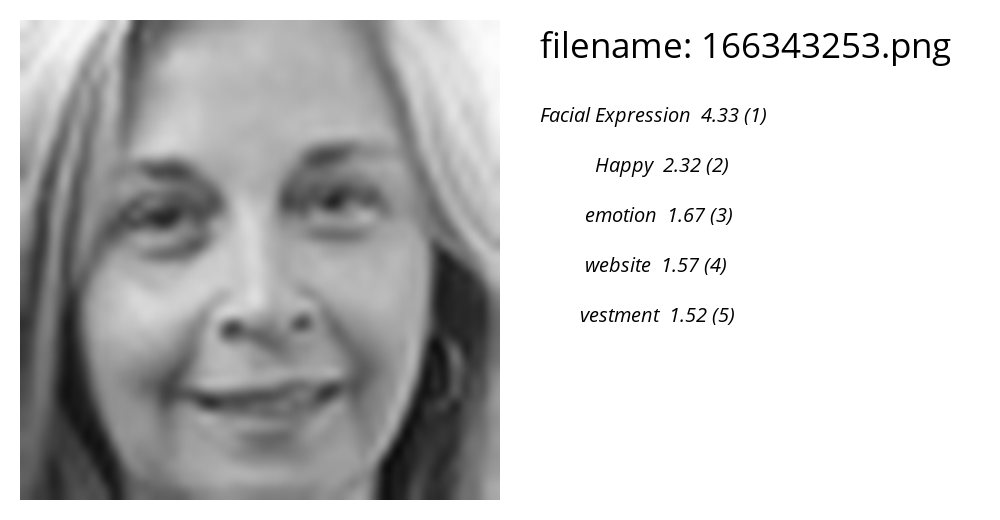 filename: 166343253.png
Facial Expression 4.33 (1)
Happy 2.32 (2)
emotion 1.67 (3)
website 1.57 (4)
vestment 1.52 (5)